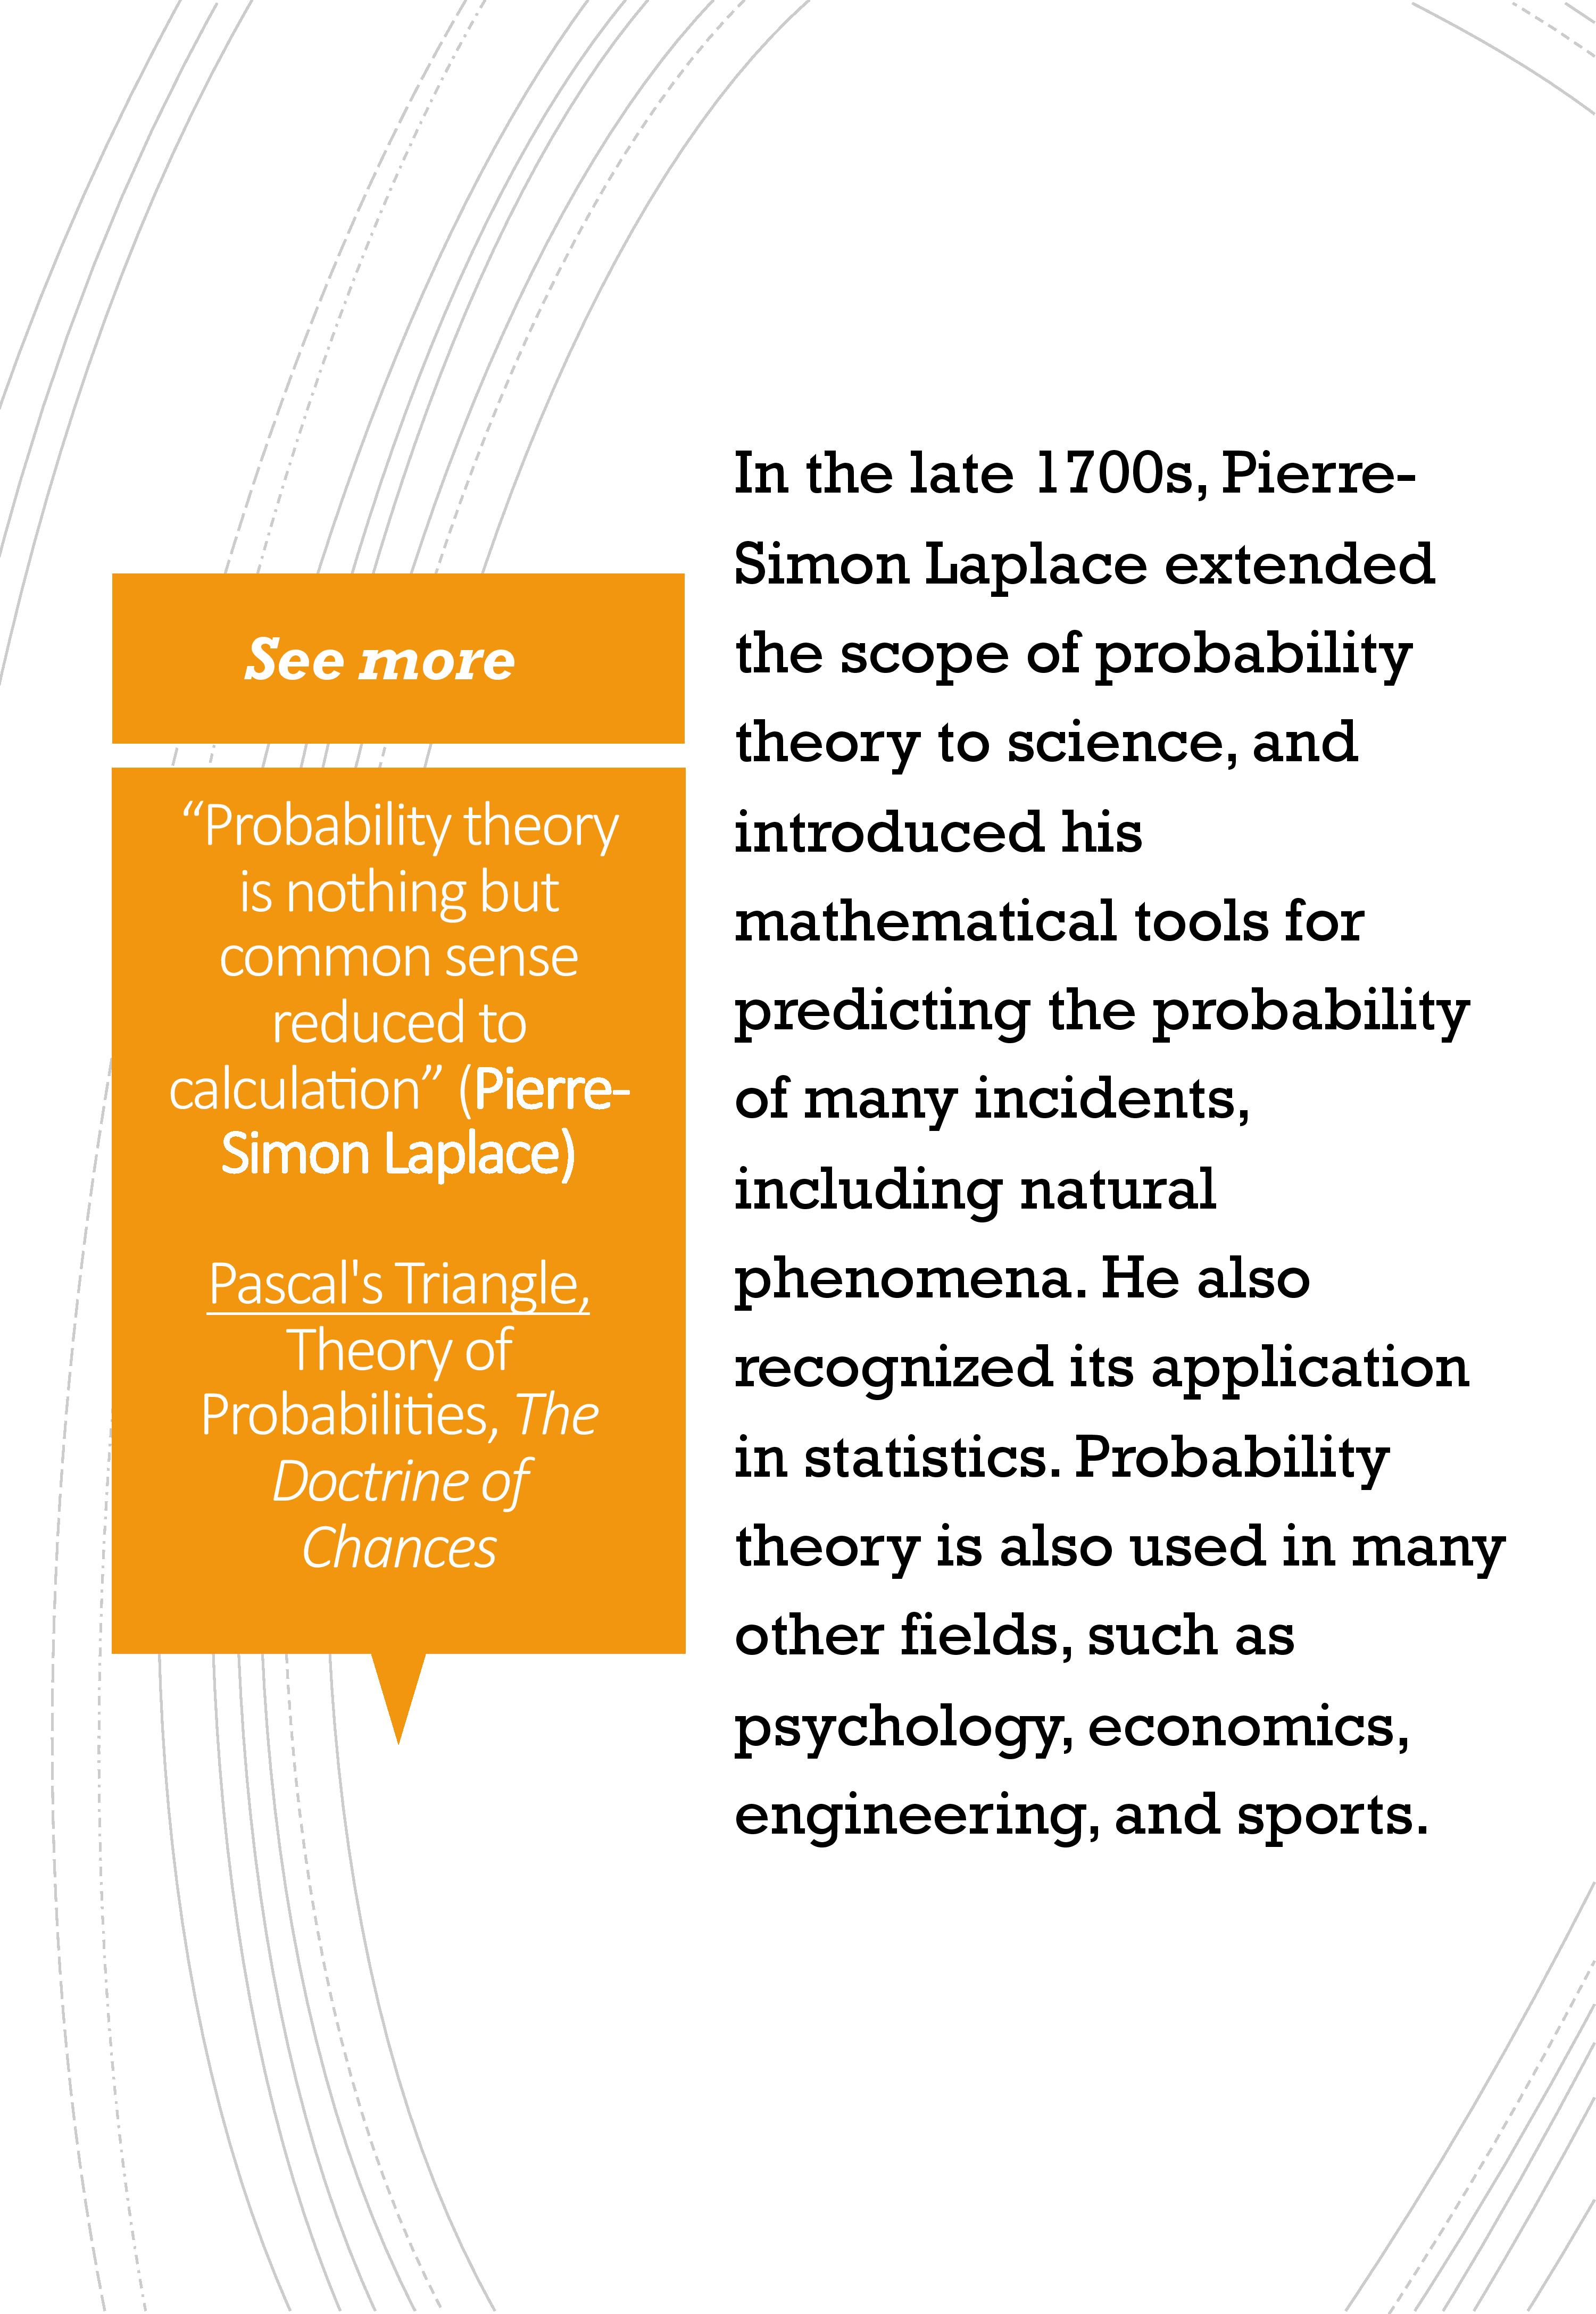 See more
“Probability theory
is nothing but
common sense
reduced to
calculation” (Pierre-
Simon Laplace)
Pascal's Triangle,
Theory of
Probabilities, The
Doctrine of
Chances
In the late 1700s, Pierre-
Simon Laplace extended
the scope of probability
theory to science, and
introduced his
mathematical tools for
predicting the probability
of many incidents,
including natural
phenomena. He also
recognized its application
in statistics. Probability
theory is also used in many
other fields, such as
psychology, economics,
engineering, and sports.